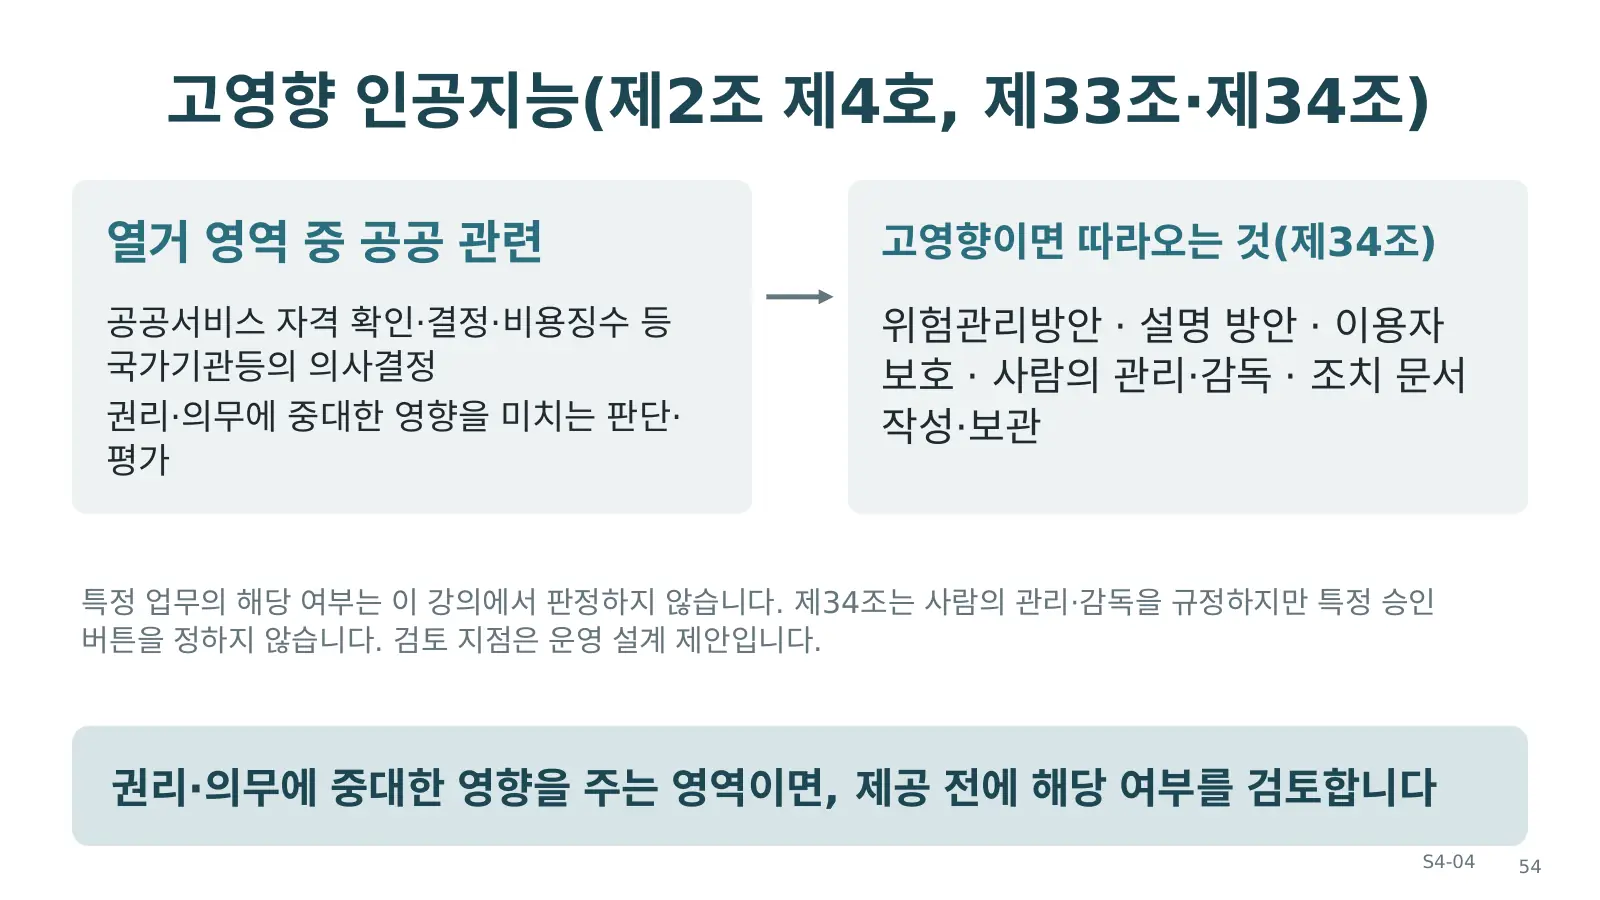 고영향 인공지능(제2조 제4호, 제33조·제34조)
열거 영역 중 공공 관련
공공서비스 자격 확인·결정·비용징수 등
국가기관등의 의사결정
권리·의무에 중대한 영향을 미치는 판단·
평가
고영향이면 따라오는 것(제34조)
위험관리방안 · 설명 방안 · 이용자
보호 · 사람의 관리·감독 · 조치 문서
작성·보관
특정 업무의 해당 여부는 이 강의에서 판정하지 않습니다. 제34조는 사람의 관리·감독을 규정하지만 특정 승인
버튼을 정하지 않습니다. 검토 지점은 운영 설계 제안입니다.
권리·의무에 중대한 영향을 주는 영역이면, 제공 전에 해당 여부를 검토합니다
S4-04
54